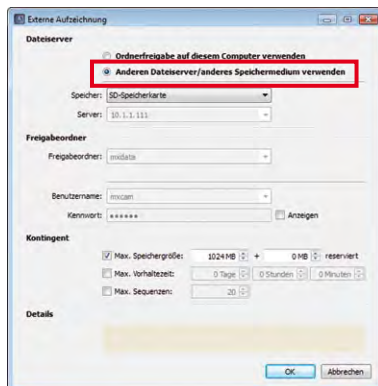 Externe Aufzeichnung
Dateiserver
Ordnerfreigabe auf diesem Computer verwenden
Anderen Dateiserver/anderes Speichermedium verwenden
Speicher: SD-Speicherkarte
Server: 10.1.1.111
Freigabeordner
Freigabeordner: mxdata
Benutzername: mxcam
Kennwort: ●●●●●● Anzeigen
Kontingent
Max. Speichergröße: 1024 MB + 0 MB reserviert
Max. Vorhaltezeit: 0 Tage 0 Stunden 0 Minuten
Max. Sequenzen: 20
Details
OK Abbrechen